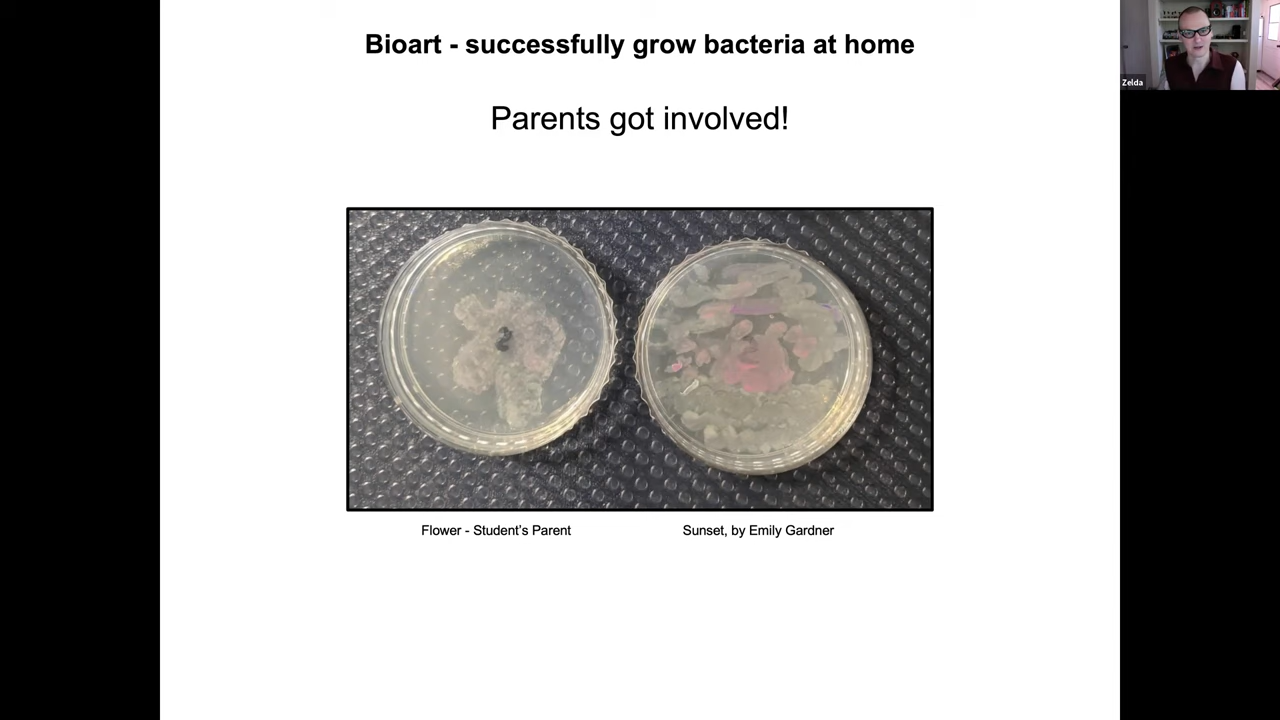 Bioart - successfully grow bacteria at home
Zelda
Parents got involved!
Flower - Student's Parent
Sunset, by Emily Gardner